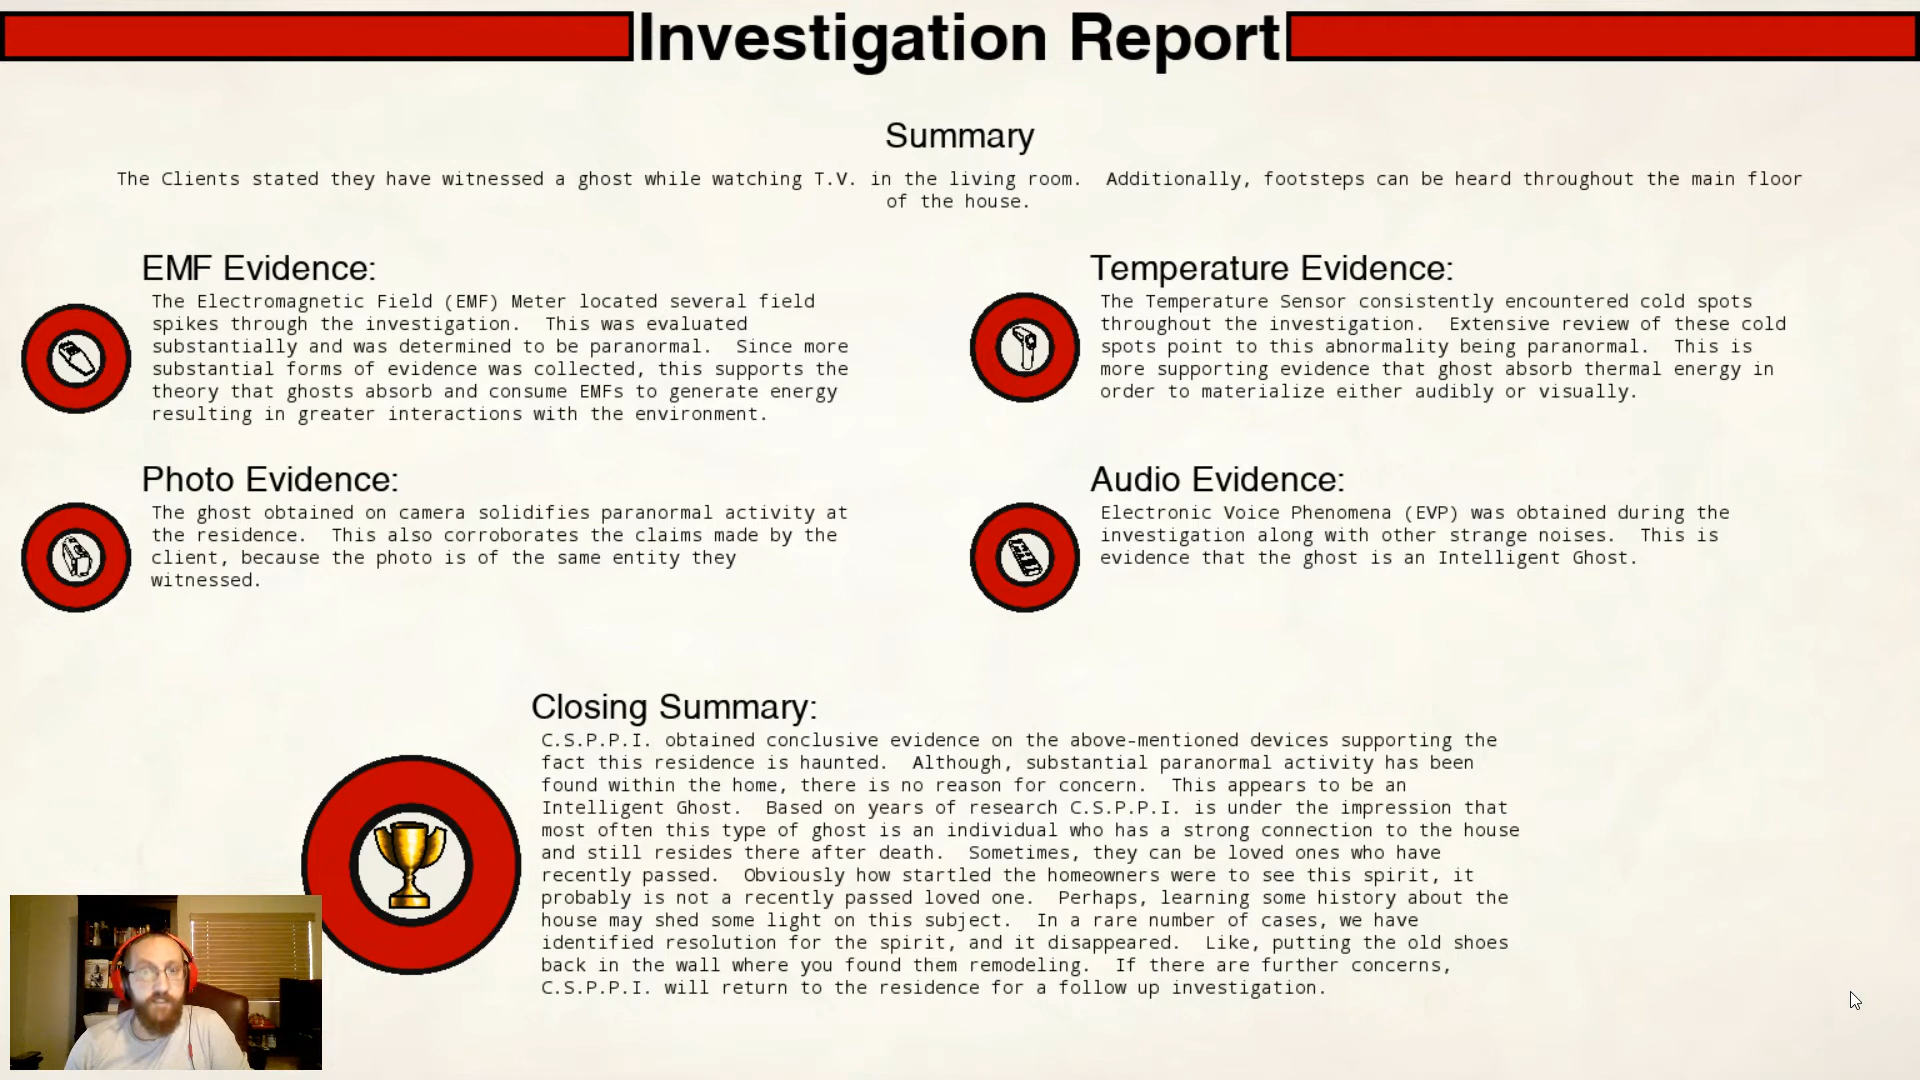 Investigation Report
Summary
The Clients stated they have witnessed a ghost while watching T.V. in the living room.  Additionally, footsteps can be heard throughout the main floor
of the house.
EMF Evidence:
The Electromagnetic Field (EMF) Meter located several field
spikes through the investigation.  This was evaluated
substantially and was determined to be paranormal.  Since more
substantial forms of evidence was collected, this supports the
theory that ghosts absorb and consume EMFs to generate energy
resulting in greater interactions with the environment.
Temperature Evidence:
The Temperature Sensor consistently encountered cold spots
throughout the investigation.  Extensive review of these cold
spots point to this abnormality being paranormal.  This is
more supporting evidence that ghost absorb thermal energy in
order to materialize either audibly or visually.
Photo Evidence:
The ghost obtained on camera solidifies paranormal activity at
the residence.  This also corroborates the claims made by the
client, because the photo is of the same entity they
witnessed.
Audio Evidence:
Electronic Voice Phenomena (EVP) was obtained during the
investigation along with other strange noises.  This is
evidence that the ghost is an Intelligent Ghost.
Closing Summary:
C.S.P.P.I. obtained conclusive evidence on the above-mentioned devices supporting the
fact this residence is haunted.  Although, substantial paranormal activity has been
found within the home, there is no reason for concern.  This appears to be an
Intelligent Ghost.  Based on years of research C.S.P.P.I. is under the impression that
most often this type of ghost is an individual who has a strong connection to the house
and still resides there after death.  Sometimes, they can be loved ones who have
recently passed.  Obviously how startled the homeowners were to see this spirit, it
probably is not a recently passed loved one.  Perhaps, learning some history about the
house may shed some light on this subject.  In a rare number of cases, we have
identified resolution for the spirit, and it disappeared.  Like, putting the old shoes
back in the wall where you found them remodeling.  If there are further concerns,
C.S.P.P.I. will return to the residence for a follow up investigation.